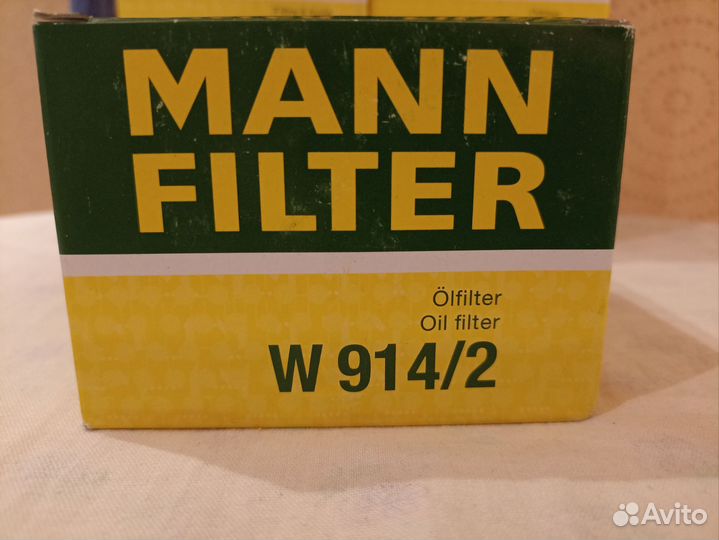 MANN
FILTER
Ölfilter
Oil filter
W 914/2
Avito